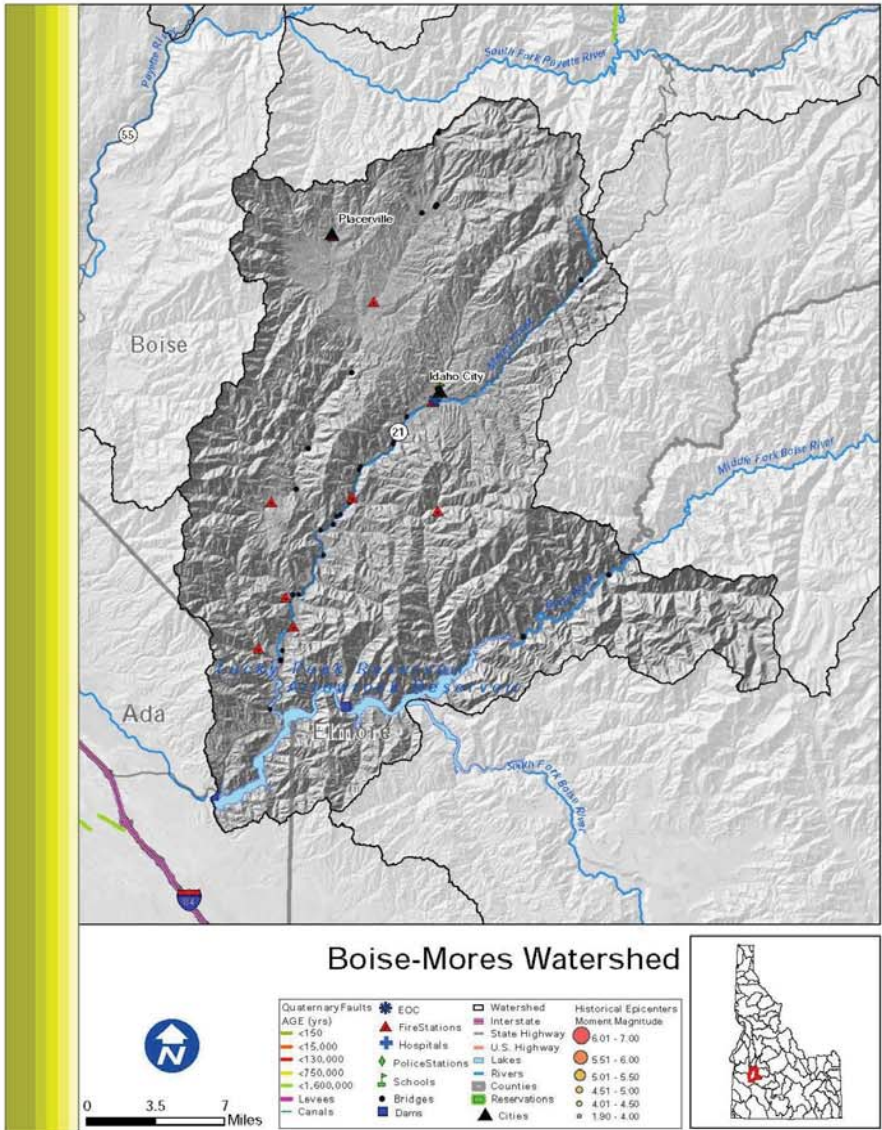 South Fork Payette River
55
Placerville
Boise
Idaho City
21
Middle Fork Boise River
Lucky Peak Reservoir
Arrowrock Reservoir
Ada
Elmore
South Fork Boise River
84
Boise-Mores Watershed
N
0 3.5 7
Miles
Quaternary Faults
AGE (yrs)
<150
<15,000
<130,000
<750,000
<1,600,000
Levees
Canals
EOC
FireStations
Hospitals
PoliceStations
Schools
Bridges
Dams
Watershed
Interstate
State Highway
U.S. Highway
Lakes
Rivers
Counties
Reservations
Cities
Historical Epicenters
Moment Magnitude
6.01 - 7.00
5.51 - 6.00
5.01 - 5.50
4.51 - 5.00
4.01 - 4.50
1.90 - 4.00